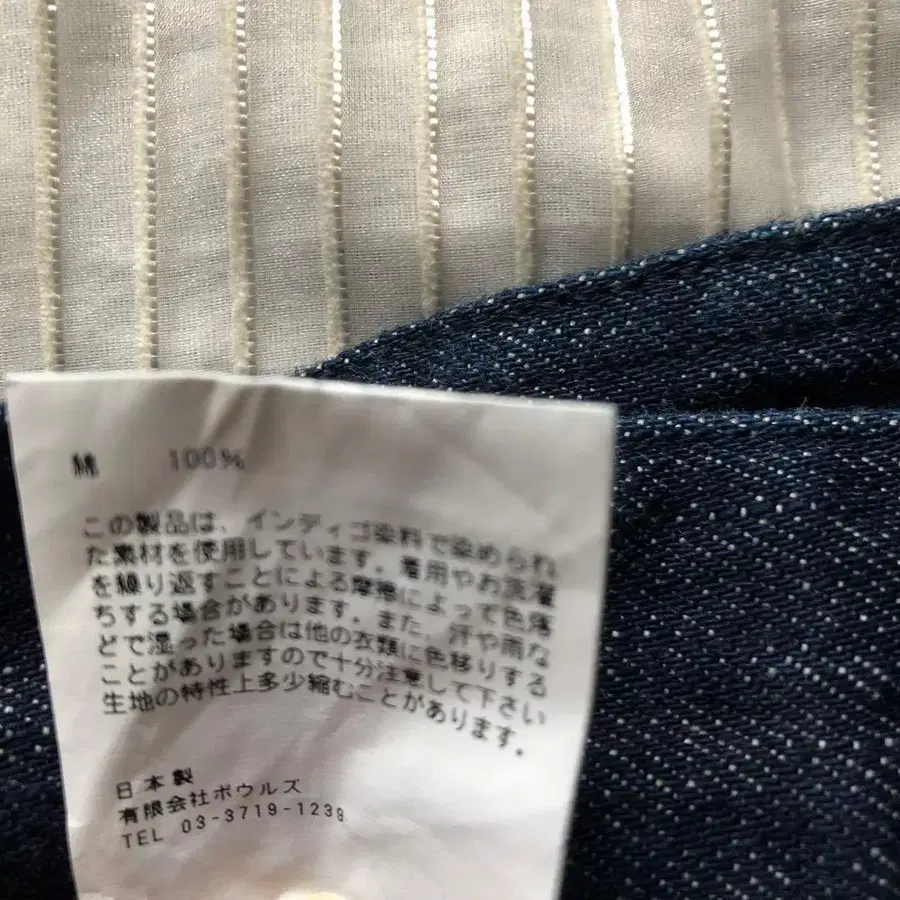 綿 100%
この製品は、インディゴ染料で染められ
た素材を使用しています。着用やお洗濯
を繰り返すことによる摩擦によって色落
ちする場合があります。また、汗や雨な
どで湿った場合は他の衣類に色移りする
ことがありますので十分注意して下さい
生地の特性上多少縮むことがあります。
日本製
有限会社ボウルズ
TEL 03-3719-1239